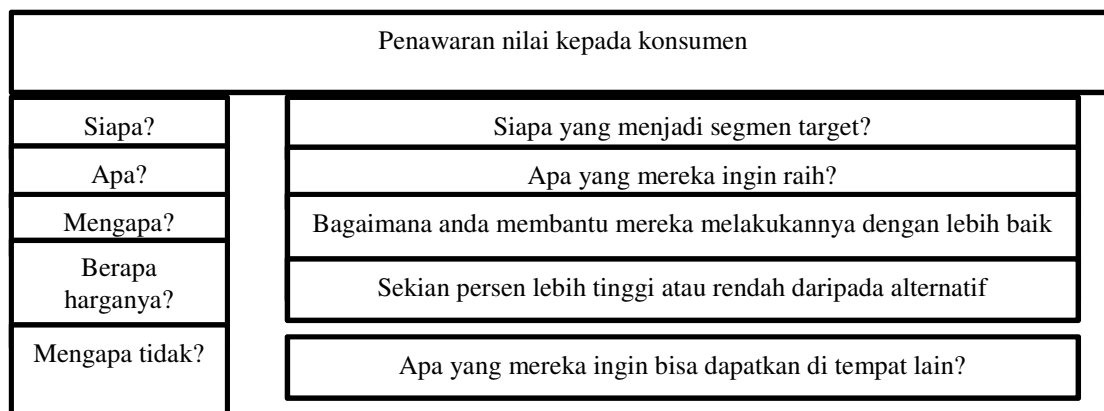 Penawaran nilai kepada konsumen
Siapa?
Siapa yang menjadi segmen target?
Apa?
Apa yang mereka ingin raih?
Mengapa?
Bagaimana anda membantu mereka melakukannya dengan lebih baik
Berapa
harganya?
Sekian persen lebih tinggi atau rendah daripada alternatif
Mengapa tidak?
Apa yang mereka ingin bisa dapatkan di tempat lain?